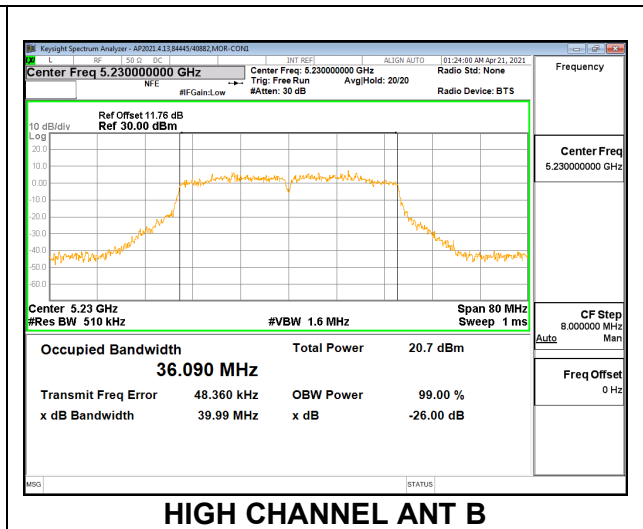 Keysight Spectrum Analyzer - AP2021.4.13,84445/40882,MOR-CON1
L RF 50 Ω DC INT REF ALIGN AUTO 01:24:00 AM Apr 21, 2021
Center Freq 5.230000000 GHz Center Freq: 5.230000000 GHz Radio Std: None Frequency
NFE Trig: Free Run Avg|Hold: 20/20
#IFGain:Low #Atten: 30 dB Radio Device: BTS
Ref Offset 11.76 dB
10 dB/div Ref 30.00 dBm
Log
20.0
10.0
0.00
-10.0
-20.0
-30.0
-40.0
-50.0
-60.0
Center Freq
5.230000000 GHz
Center 5.23 GHz Span 80 MHz
#Res BW 510 kHz #VBW 1.6 MHz Sweep 1 ms
CF Step
8.000000 MHz
Auto Man
Occupied Bandwidth Total Power 20.7 dBm
36.090 MHz
Freq Offset
0 Hz
Transmit Freq Error 48.360 kHz OBW Power 99.00 %
x dB Bandwidth 39.99 MHz x dB -26.00 dB
MSG STATUS
HIGH CHANNEL ANT B